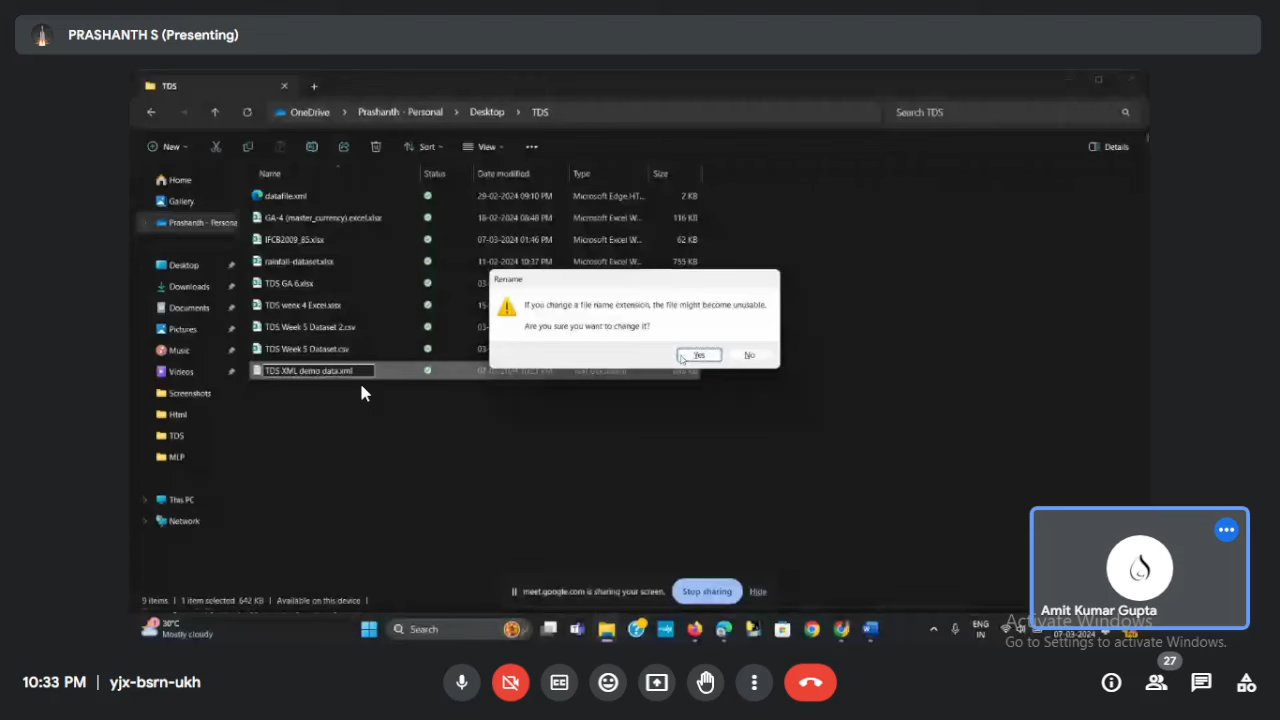 PRASHANTH S (Presenting)
TDS
OneDrive > Prashanth - Personal > Desktop > TDS
Search TDS
New
Sort
View
Details
Name Status Date modified Type Size
Home
Gallery
Prashanth - Persona
Desktop
Downloads
Documents
Pictures
Music
Videos
Screenshots
Html
TDS
MLP
This PC
Network
datafile.xml 29-02-2024 09:10 PM Microsoft Edge HT... 2 KB
GA-4 (master_currency).excel.xlsx 18-02-2024 08:48 PM Microsoft Excel W... 116 KB
IFCB2009_85.xlsx 07-03-2024 01:46 PM Microsoft Excel W... 62 KB
rainfall-dataset.xlsx 11-02-2024 10:37 PM Microsoft Excel W... 755 KB
TDS GA 6.xlsx 03-
TDS week 4 Excel.xlsx 15-
TDS Week 5 Dataset 2.csv 03-
TDS Week 5 Dataset.csv 03-
TDS XML demo data.xml
Rename
If you change a file name extension, the file might become unusable.
Are you sure you want to change it?
Yes No
9 items | 1 item selected 642 KB | Available on this device |
meet.google.com is sharing your screen. Stop sharing Hide
30°C
Mostly cloudy
Search
ENG
IN
07-03-2024
Amit Kumar Gupta
Activate Windows
Go to Settings to activate Windows.
10:33 PM | yjx-bsrn-ukh
27